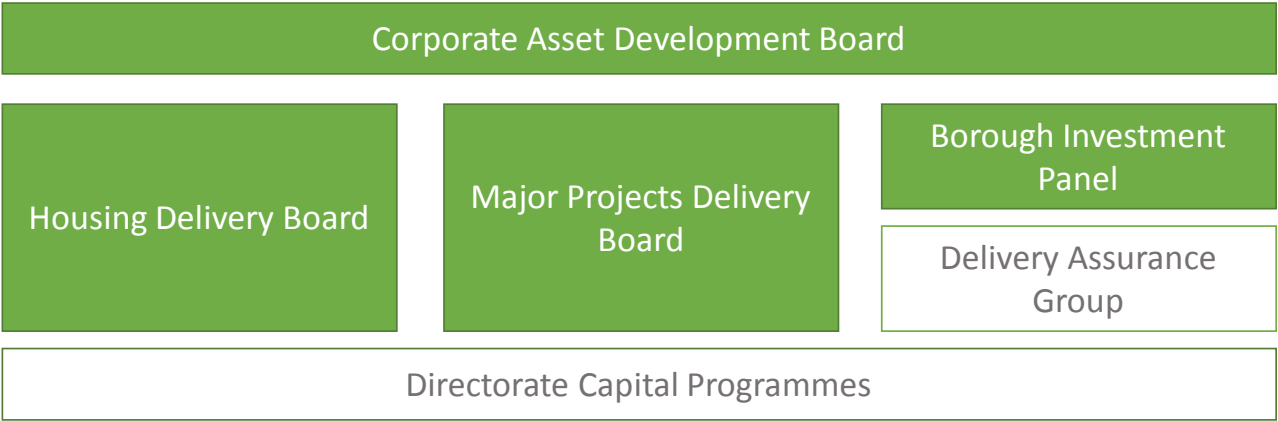 Corporate Asset Development Board
Housing Delivery Board
Major Projects Delivery
Board
Borough Investment
Panel
Delivery Assurance
Group
Directorate Capital Programmes